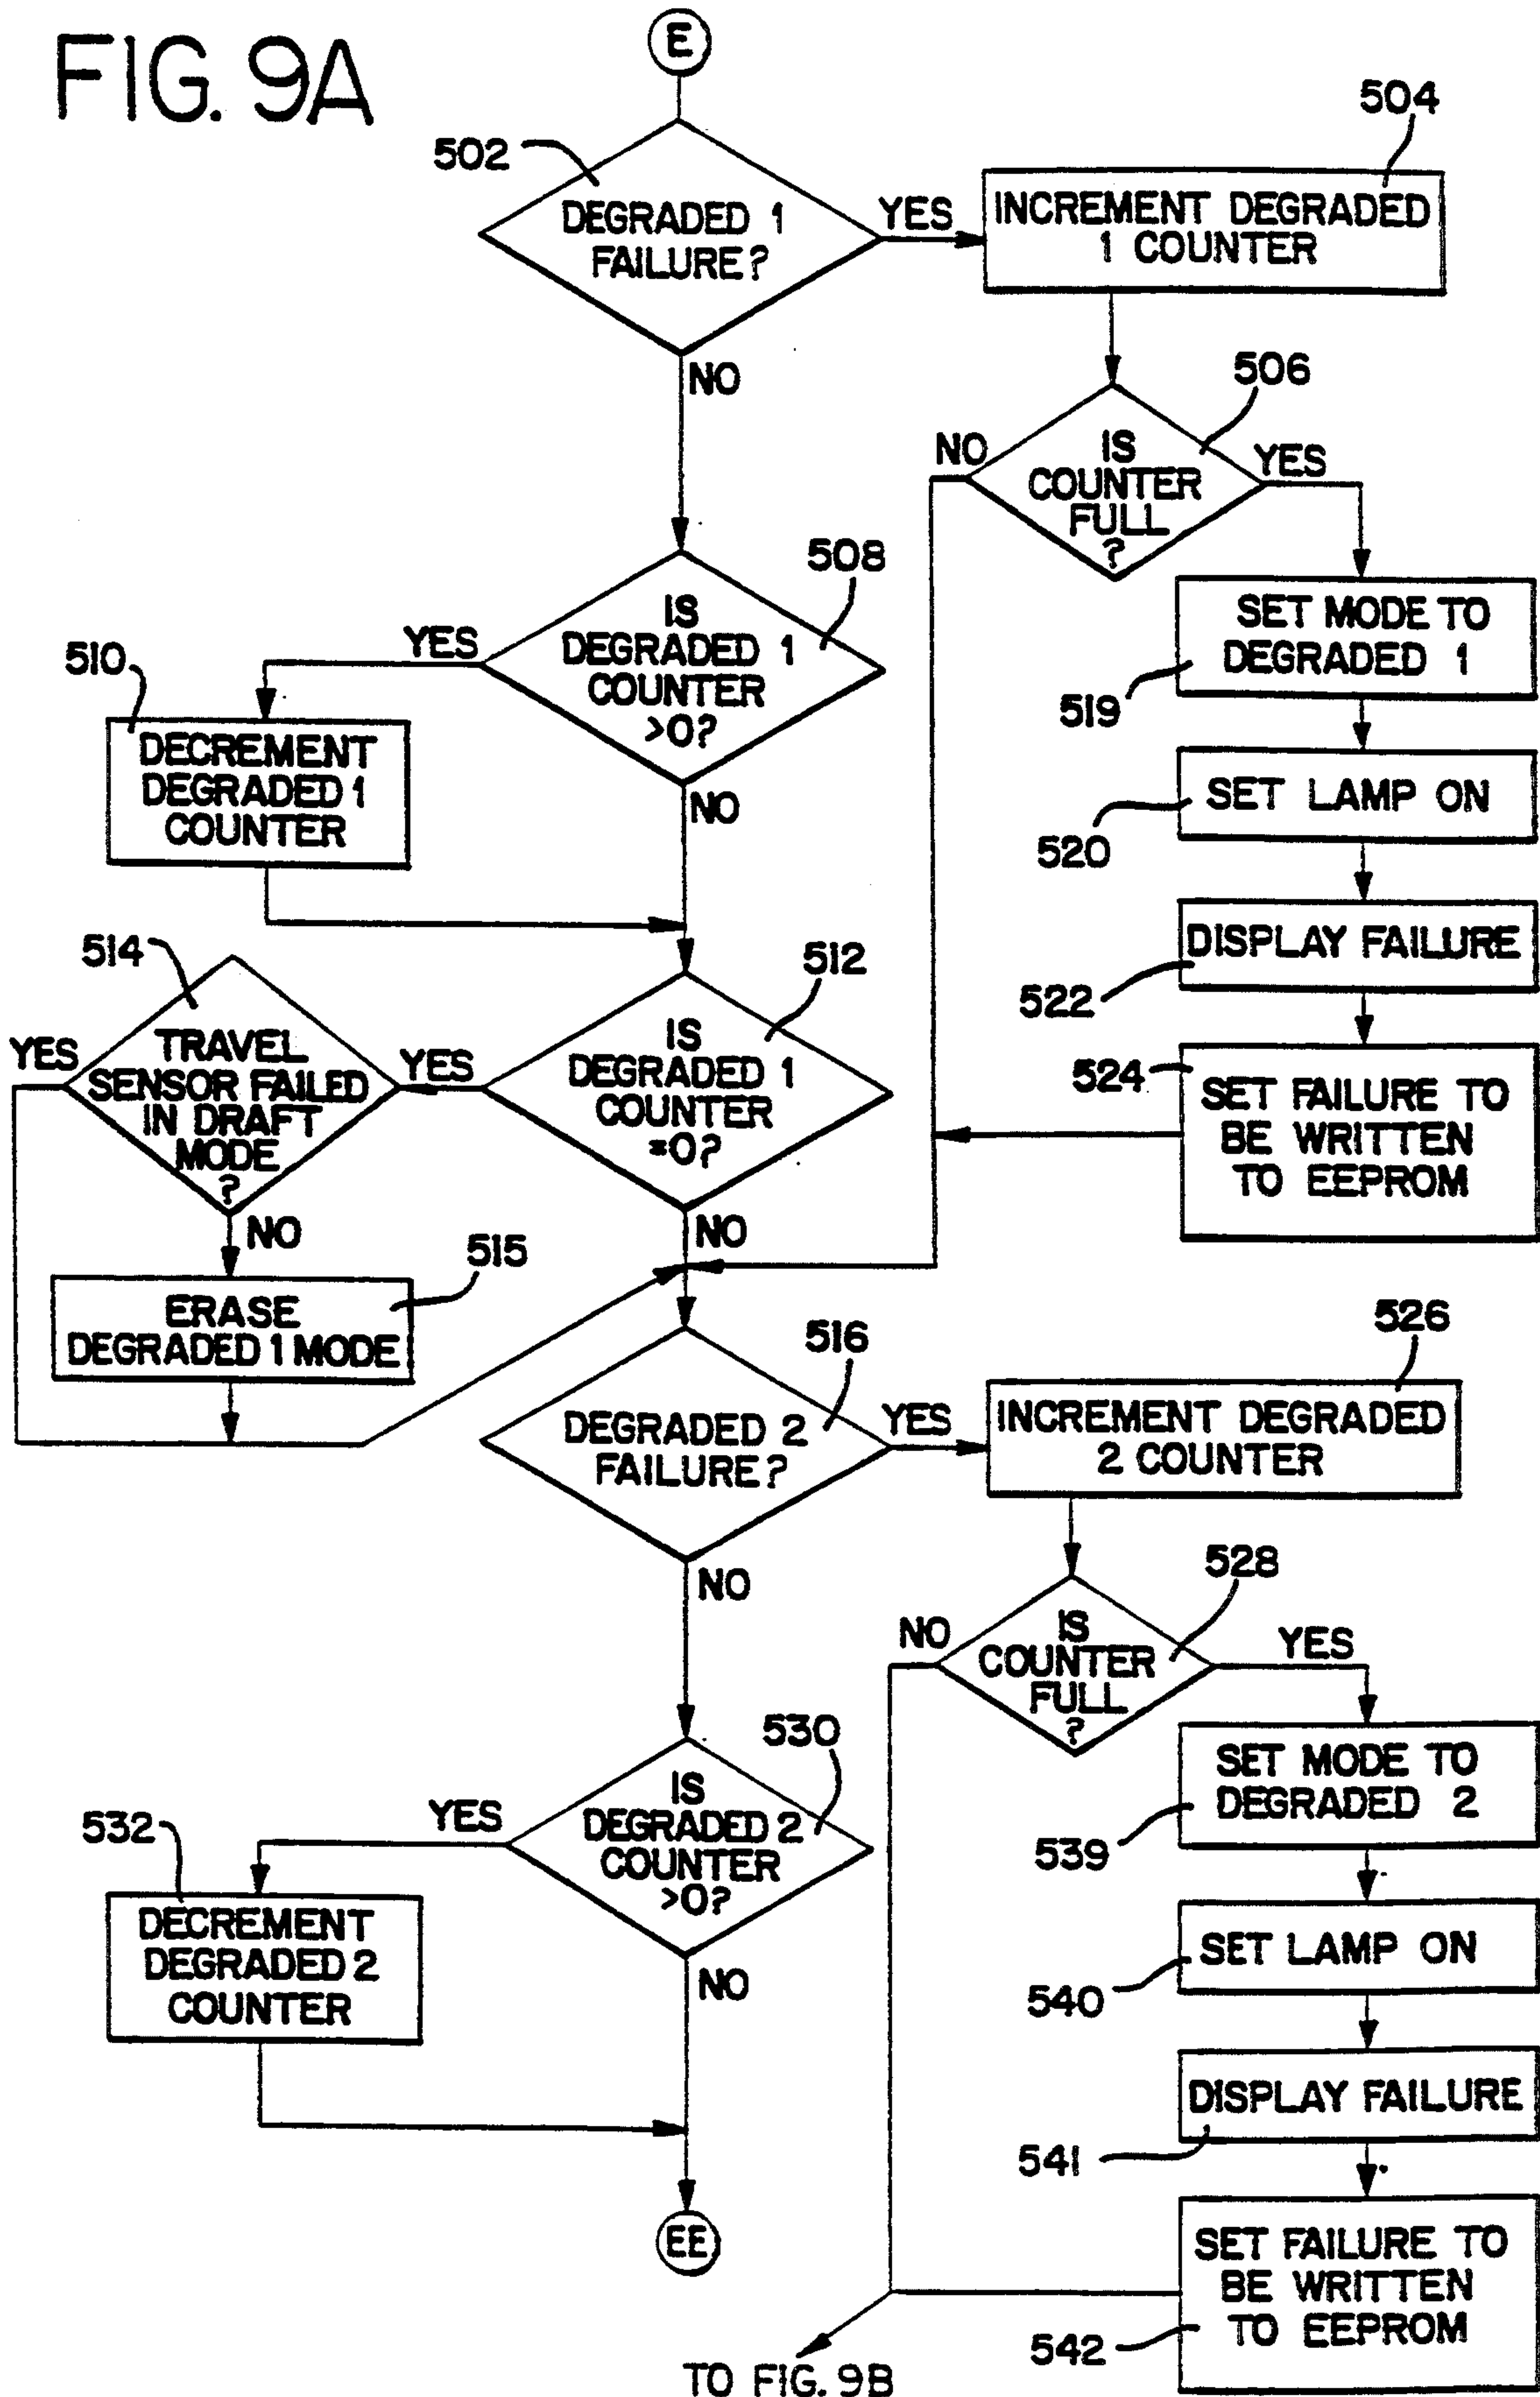 FIG. 9A
E
502
DEGRADED 1
FAILURE?
YES
NO
504
INCREMENT DEGRADED
1 COUNTER
506
IS
COUNTER
FULL
?
NO
YES
508
IS
DEGRADED 1
COUNTER
>0?
YES
NO
510
DECREMENT
DEGRADED 1
COUNTER
SET MODE TO
DEGRADED 1
519
SET LAMP ON
520
DISPLAY FAILURE
522
524
SET FAILURE TO
BE WRITTEN
TO EEPROM
512
IS
DEGRADED 1
COUNTER
=0?
YES
NO
514
TRAVEL
SENSOR FAILED
IN DRAFT
MODE
?
YES
NO
515
ERASE
DEGRADED 1 MODE
516
DEGRADED 2
FAILURE?
YES
NO
526
INCREMENT DEGRADED
2 COUNTER
528
IS
COUNTER
FULL
?
NO
YES
530
IS
DEGRADED 2
COUNTER
>0?
YES
NO
532
DECREMENT
DEGRADED 2
COUNTER
EE
SET MODE TO
DEGRADED 2
539
SET LAMP ON
540
DISPLAY FAILURE
541
SET FAILURE TO
BE WRITTEN
TO EEPROM
542
TO FIG. 9B